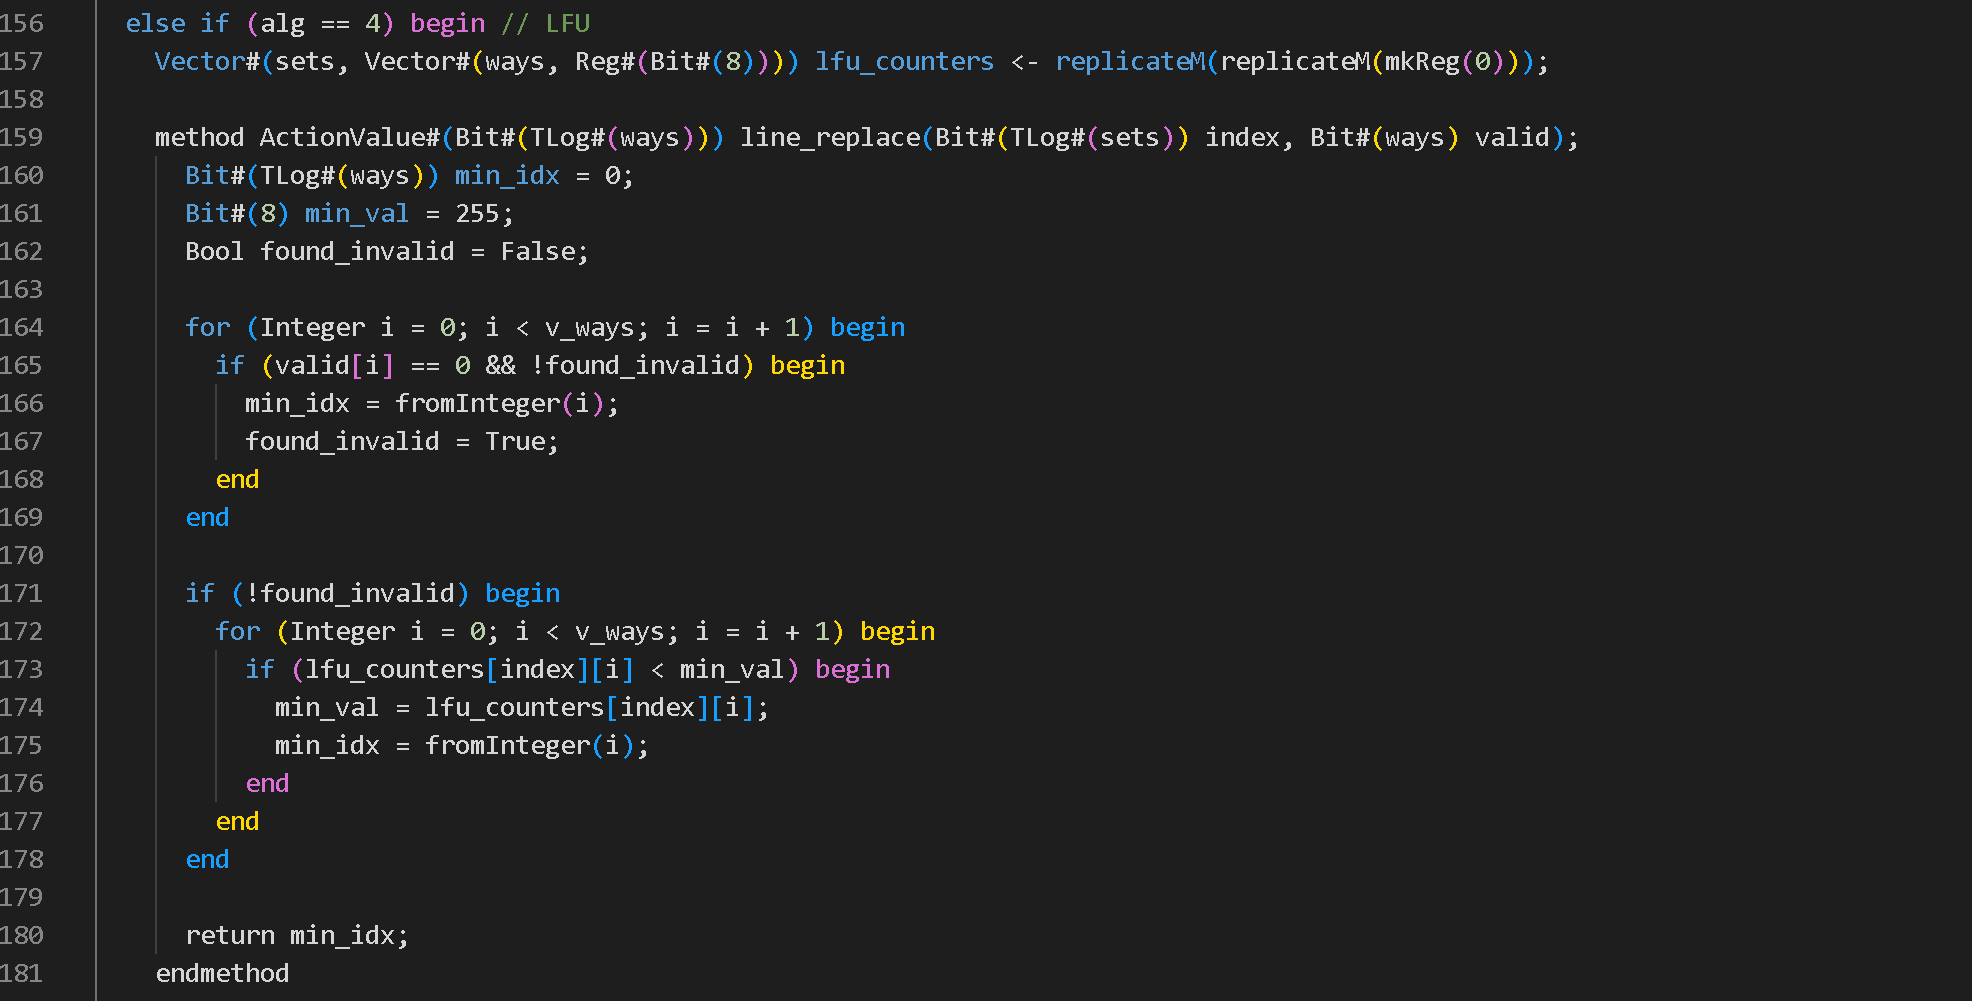 156 else if (alg == 4) begin // LFU
157 Vector#(sets, Vector#(ways, Reg#(Bit#(8)))) lfu_counters <- replicateM(replicateM(mkReg(0)));
158
159 method ActionValue#(Bit#(TLog#(ways))) line_replace(Bit#(TLog#(sets)) index, Bit#(ways) valid);
160 Bit#(TLog#(ways)) min_idx = 0;
161 Bit#(8) min_val = 255;
162 Bool found_invalid = False;
163
164 for (Integer i = 0; i < v_ways; i = i + 1) begin
165 if (valid[i] == 0 && !found_invalid) begin
166 min_idx = fromInteger(i);
167 found_invalid = True;
168 end
169 end
170
171 if (!found_invalid) begin
172 for (Integer i = 0; i < v_ways; i = i + 1) begin
173 if (lfu_counters[index][i] < min_val) begin
174 min_val = lfu_counters[index][i];
175 min_idx = fromInteger(i);
176 end
177 end
178 end
179
180 return min_idx;
181 endmethod